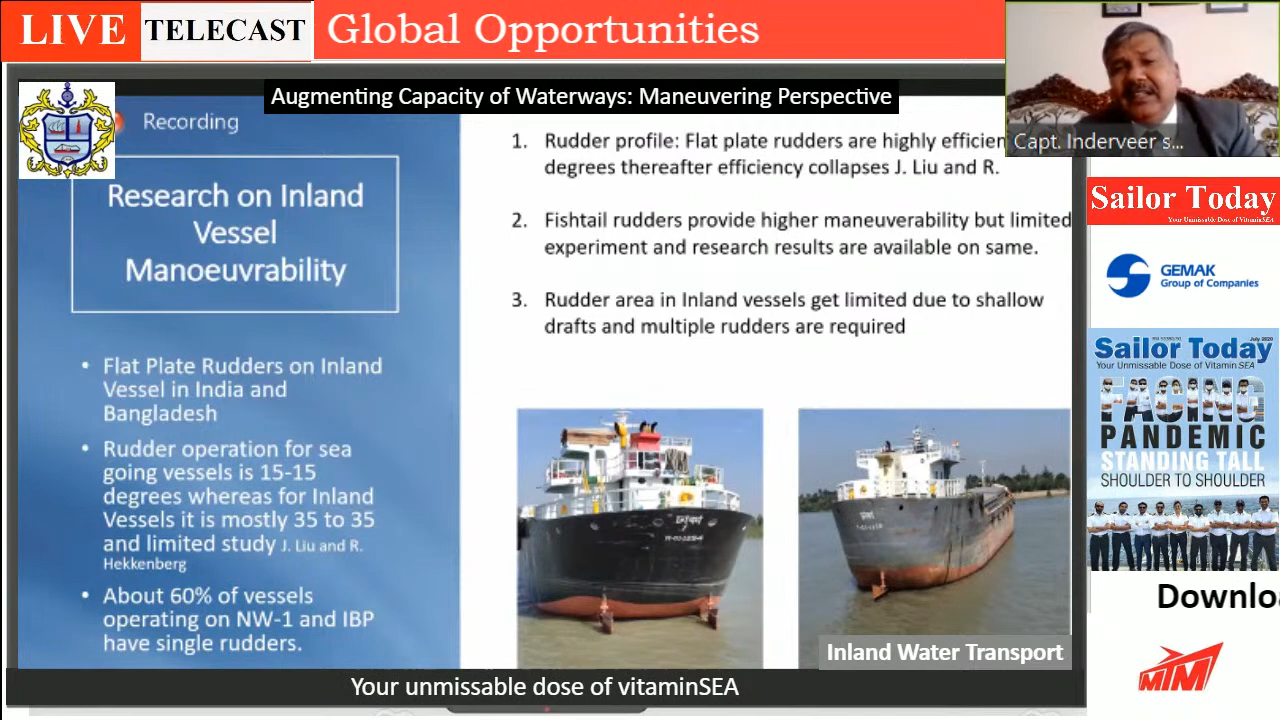 LIVE TELECAST Global Opportunities
Augmenting Capacity of Waterways: Maneuvering Perspective
Recording
Research on Inland
Vessel
Manoeuvrability
• Flat Plate Rudders on Inland
Vessel in India and
Bangladesh
• Rudder operation for sea
going vessels is 15-15
degrees whereas for Inland
Vessels it is mostly 35 to 35
and limited study J. Liu and R.
Hekkenberg
• About 60% of vessels
operating on NW-1 and IBP
have single rudders.
1. Rudder profile: Flat plate rudders are highly efficien
degrees thereafter efficiency collapses J. Liu and R.
2. Fishtail rudders provide higher maneuverability but limited
experiment and research results are available on same.
3. Rudder area in Inland vessels get limited due to shallow
drafts and multiple rudders are required
Inland Water Transport
Your unmissable dose of vitaminSEA
Capt. Inderveer s...
Sailor Today
Your Unmissable Dose of VitaminSEA
GEMAK
Group of Companies
July 2020
Sailor Today
Your Unmissable Dose of VitaminSEA
FACING
PANDEMIC
STANDING TALL
SHOULDER TO SHOULDER
Downlo
MTM